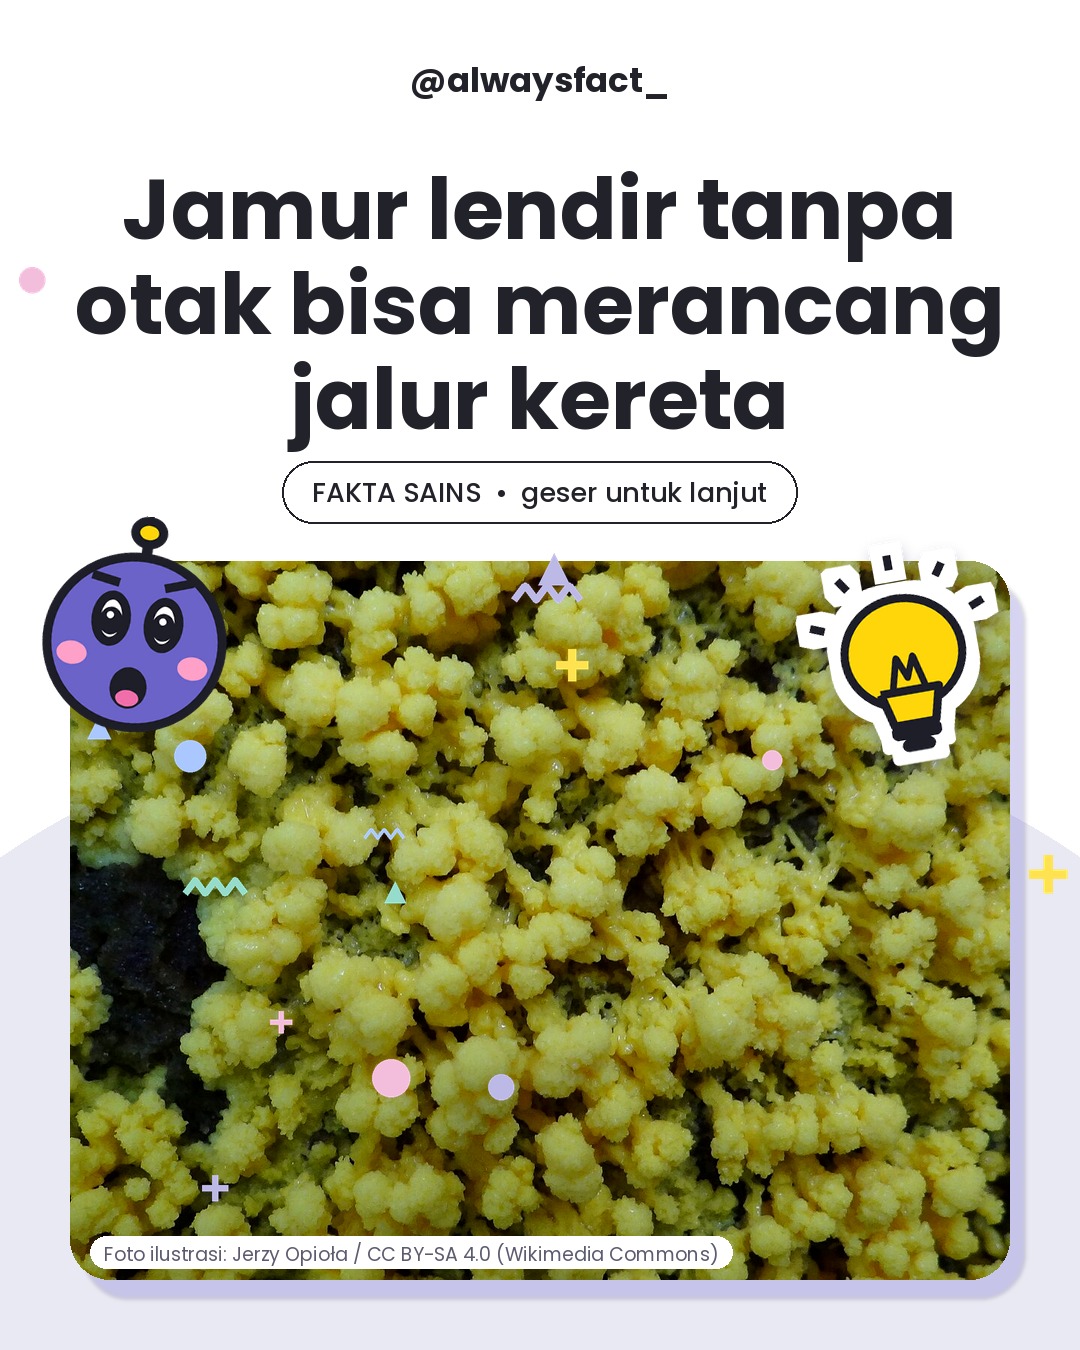 @alwaysfact_
Jamur lendir tanpa
otak bisa merancang
jalur kereta
FAKTA SAINS • geser untuk lanjut
Foto ilustrasi: Jerzy Opioła / CC BY-SA 4.0 (Wikimedia Commons)